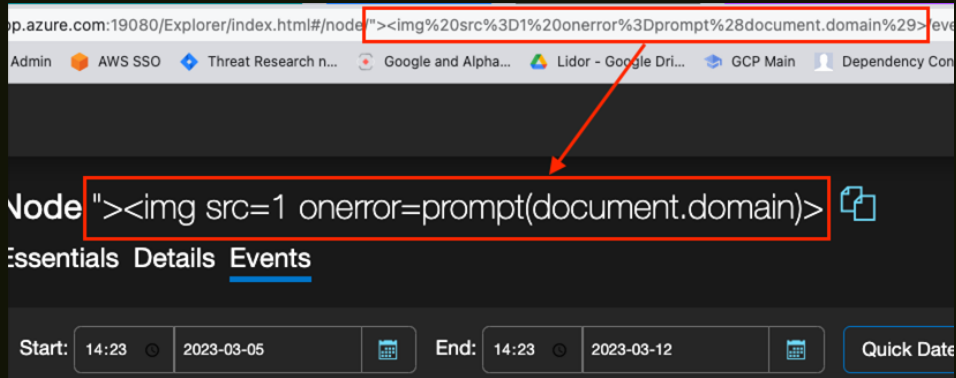 op.azure.com:19080/Explorer/index.html#/node/"><img%20src%3D1%20onerror%3Dprompt%28document.domain%29>/eve
Admin AWS SSO Threat Research n... Google and Alpha... Lidor - Google Dri... GCP Main Dependency Con
Node "><img src=1 onerror=prompt(document.domain)>
Essentials Details Events
Start: 14:23 2023-03-05 End: 14:23 2023-03-12 Quick Date